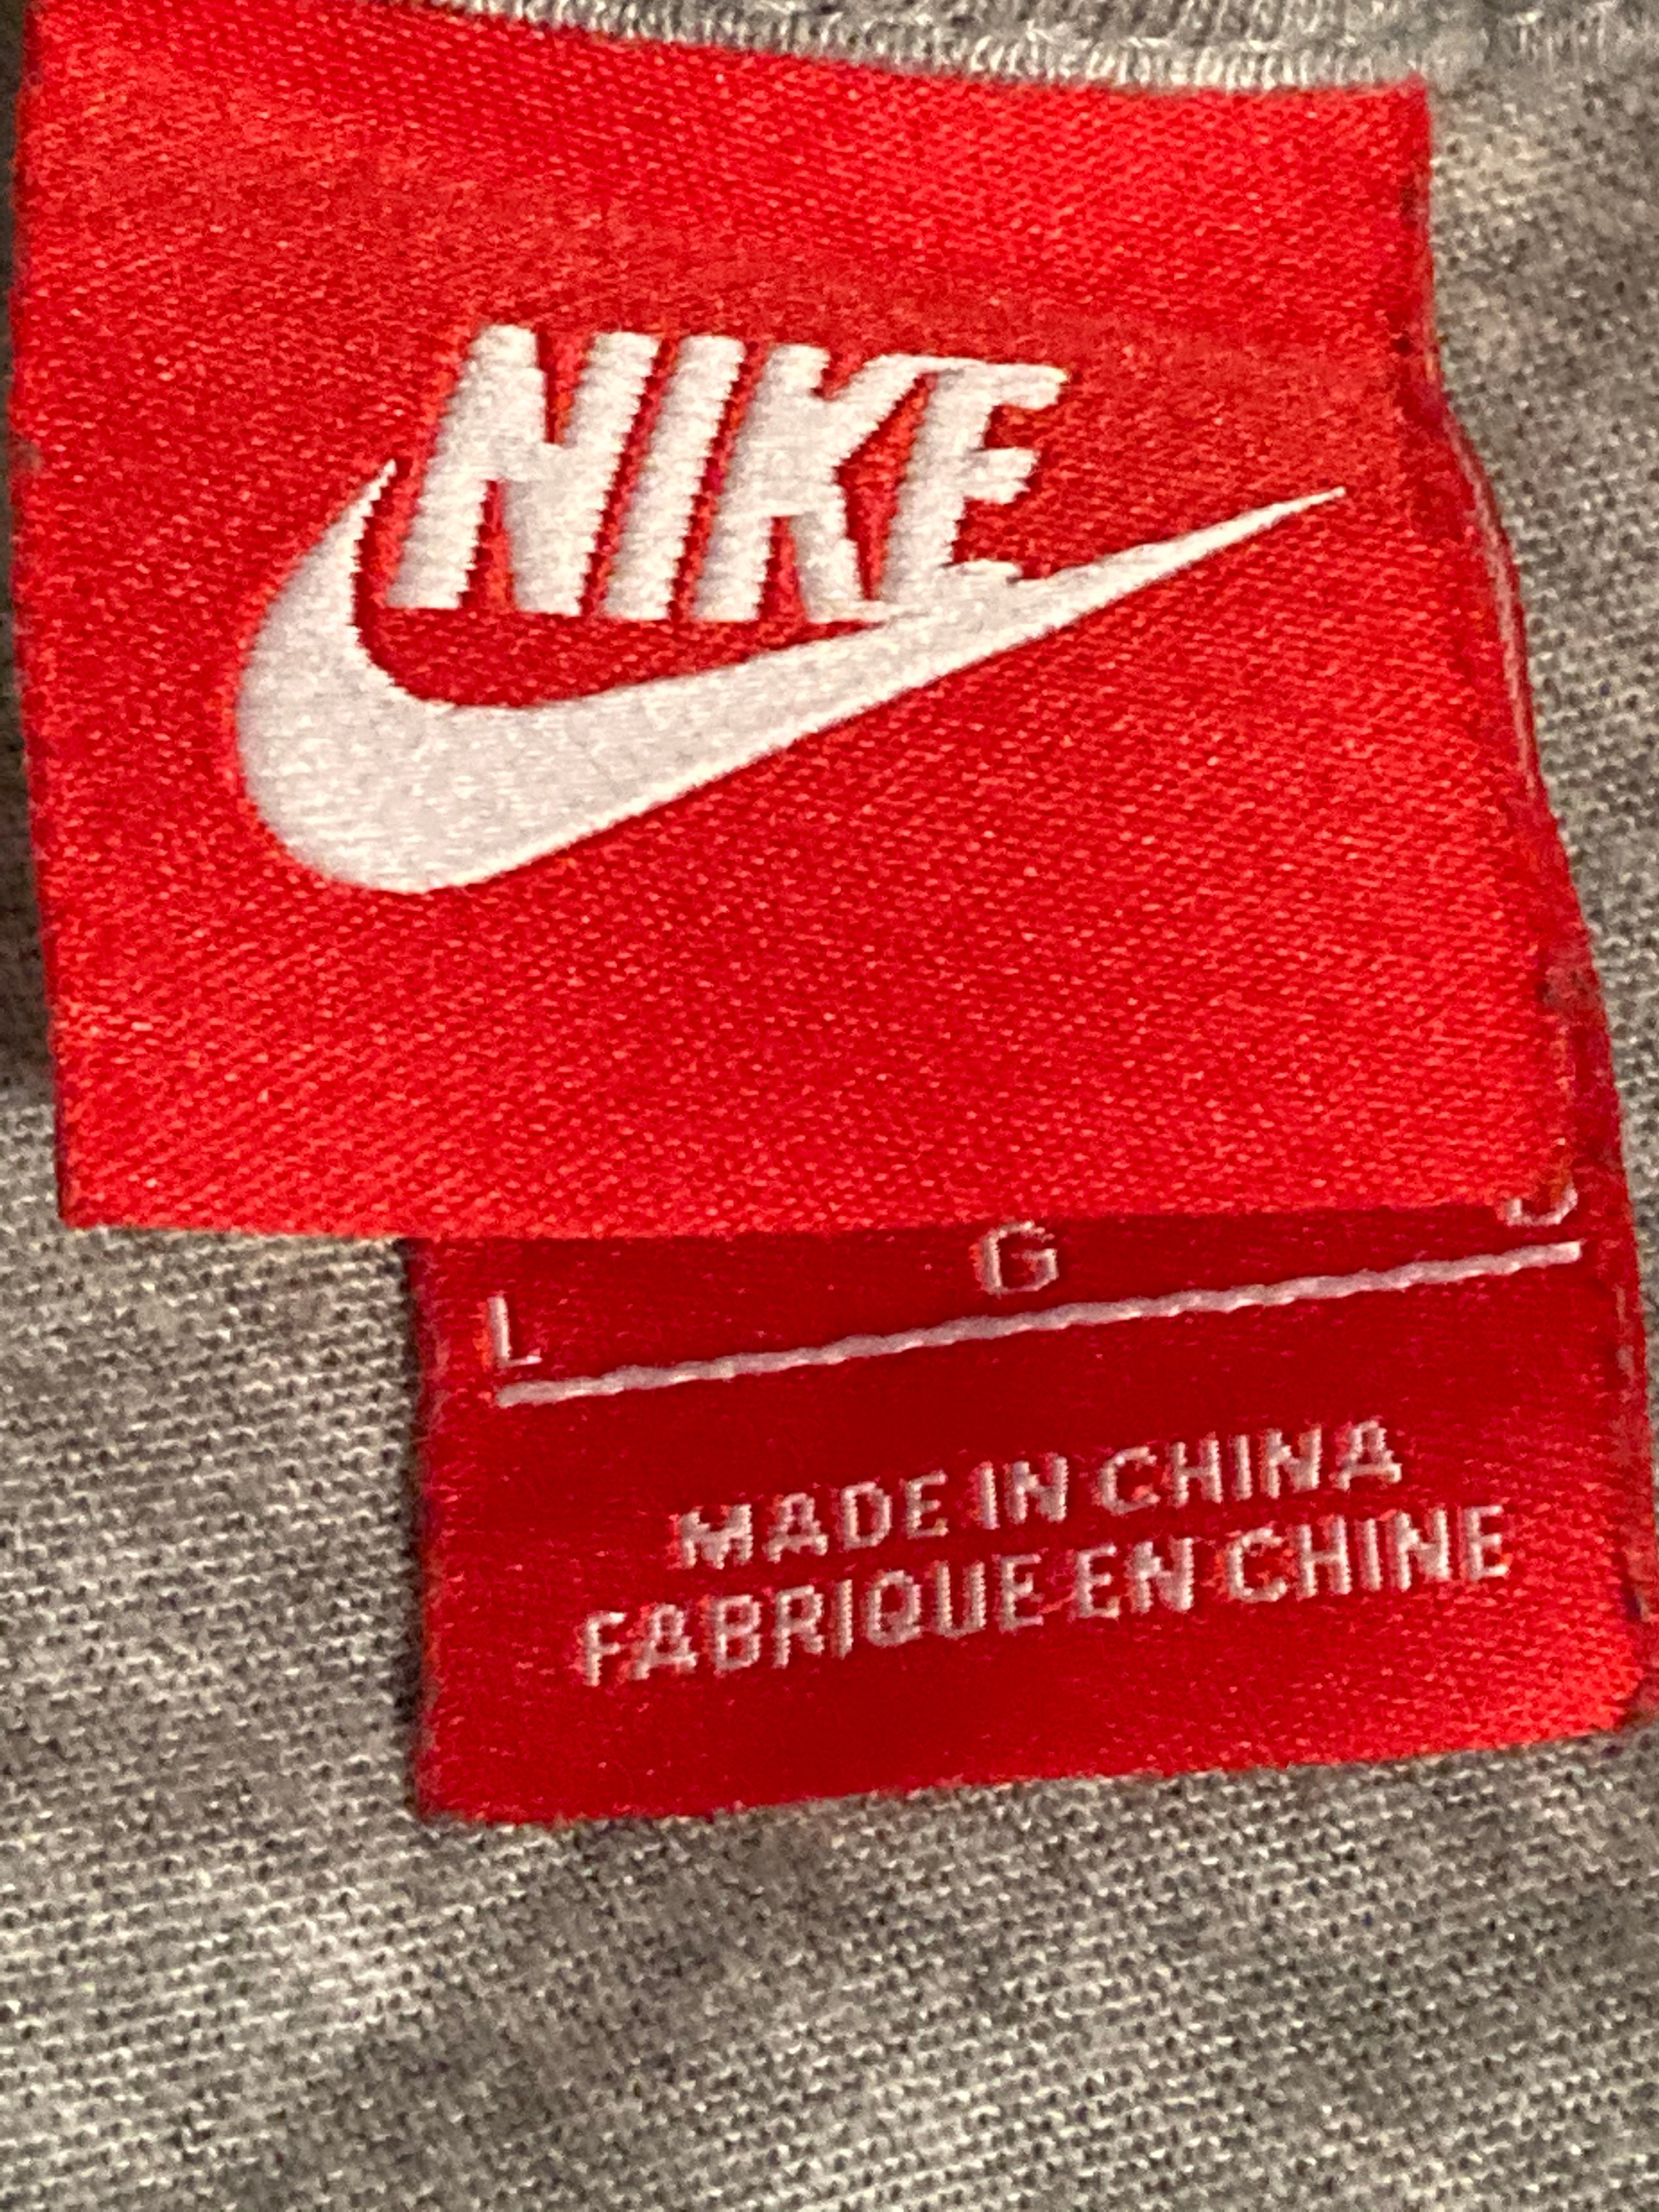 NIKE
L G
MADE IN CHINA
FABRIQUE EN CHINE